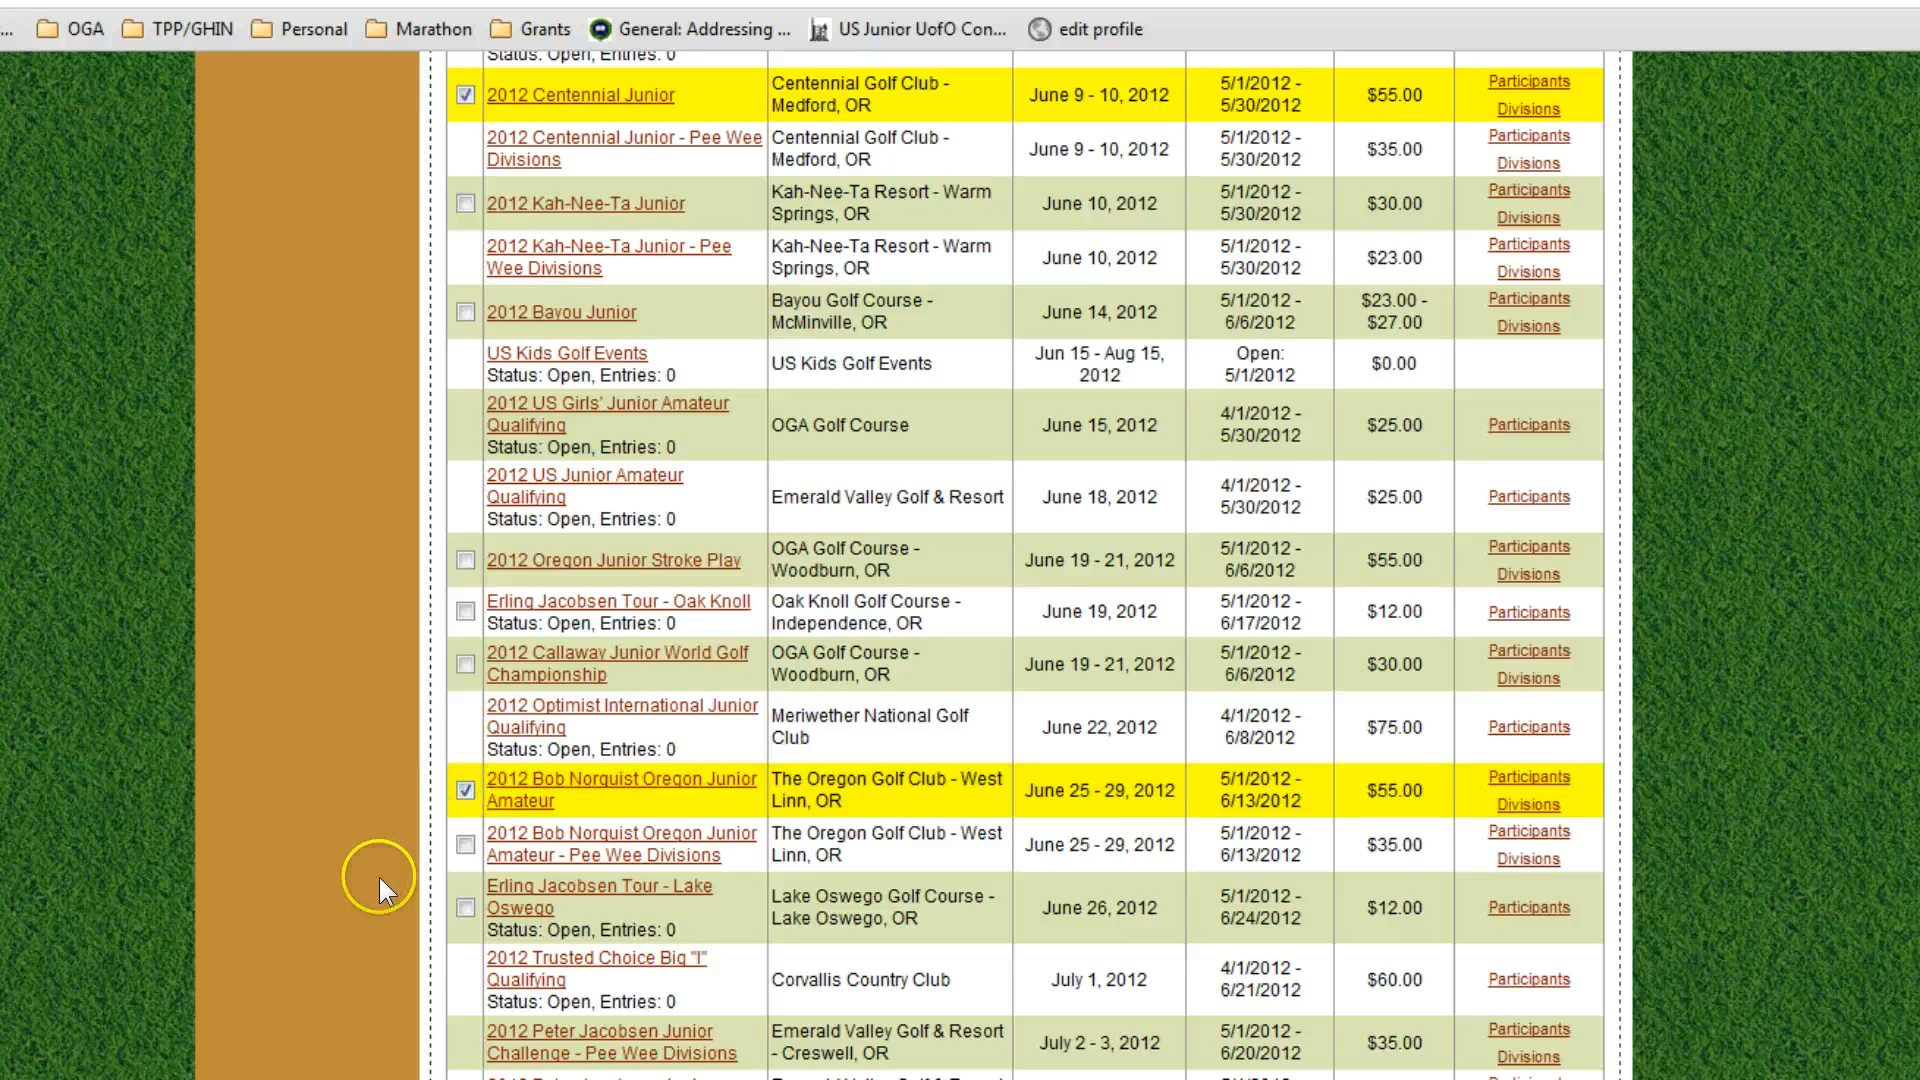 ... OGA TPP/GHIN Personal Marathon Grants General: Addressing ... US Junior UofO Con... edit profile
Status: Open, Entries: 0
2012 Centennial Junior
Centennial Golf Club -
Medford, OR
June 9 - 10, 2012
5/1/2012 -
5/30/2012
$55.00
Participants
Divisions
2012 Centennial Junior - Pee Wee
Divisions
Centennial Golf Club -
Medford, OR
June 9 - 10, 2012
5/1/2012 -
5/30/2012
$35.00
Participants
Divisions
2012 Kah-Nee-Ta Junior
Kah-Nee-Ta Resort - Warm
Springs, OR
June 10, 2012
5/1/2012 -
5/30/2012
$30.00
Participants
Divisions
2012 Kah-Nee-Ta Junior - Pee
Wee Divisions
Kah-Nee-Ta Resort - Warm
Springs, OR
June 10, 2012
5/1/2012 -
5/30/2012
$23.00
Participants
Divisions
2012 Bayou Junior
Bayou Golf Course -
McMinville, OR
June 14, 2012
5/1/2012 -
6/6/2012
$23.00 -
$27.00
Participants
Divisions
US Kids Golf Events
Status: Open, Entries: 0
US Kids Golf Events
Jun 15 - Aug 15,
2012
Open:
5/1/2012
$0.00
2012 US Girls' Junior Amateur
Qualifying
Status: Open, Entries: 0
OGA Golf Course
June 15, 2012
4/1/2012 -
5/30/2012
$25.00
Participants
2012 US Junior Amateur
Qualifying
Status: Open, Entries: 0
Emerald Valley Golf & Resort
June 18, 2012
4/1/2012 -
5/30/2012
$25.00
Participants
2012 Oregon Junior Stroke Play
OGA Golf Course -
Woodburn, OR
June 19 - 21, 2012
5/1/2012 -
6/6/2012
$55.00
Participants
Divisions
Erling Jacobsen Tour - Oak Knoll
Status: Open, Entries: 0
Oak Knoll Golf Course -
Independence, OR
June 19, 2012
5/1/2012 -
6/17/2012
$12.00
Participants
2012 Callaway Junior World Golf
Championship
OGA Golf Course -
Woodburn, OR
June 19 - 21, 2012
5/1/2012 -
6/6/2012
$30.00
Participants
Divisions
2012 Optimist International Junior
Qualifying
Status: Open, Entries: 0
Meriwether National Golf
Club
June 22, 2012
4/1/2012 -
6/8/2012
$75.00
Participants
2012 Bob Norquist Oregon Junior
Amateur
The Oregon Golf Club - West
Linn, OR
June 25 - 29, 2012
5/1/2012 -
6/13/2012
$55.00
Participants
Divisions
2012 Bob Norquist Oregon Junior
Amateur - Pee Wee Divisions
The Oregon Golf Club - West
Linn, OR
June 25 - 29, 2012
5/1/2012 -
6/13/2012
$35.00
Participants
Divisions
Erling Jacobsen Tour - Lake
Oswego
Status: Open, Entries: 0
Lake Oswego Golf Course -
Lake Oswego, OR
June 26, 2012
5/1/2012 -
6/24/2012
$12.00
Participants
2012 Trusted Choice Big "I"
Qualifying
Status: Open, Entries: 0
Corvallis Country Club
July 1, 2012
4/1/2012 -
6/21/2012
$60.00
Participants
2012 Peter Jacobsen Junior
Challenge - Pee Wee Divisions
Emerald Valley Golf & Resort
- Creswell, OR
July 2 - 3, 2012
5/1/2012 -
6/20/2012
$35.00
Participants
Divisions